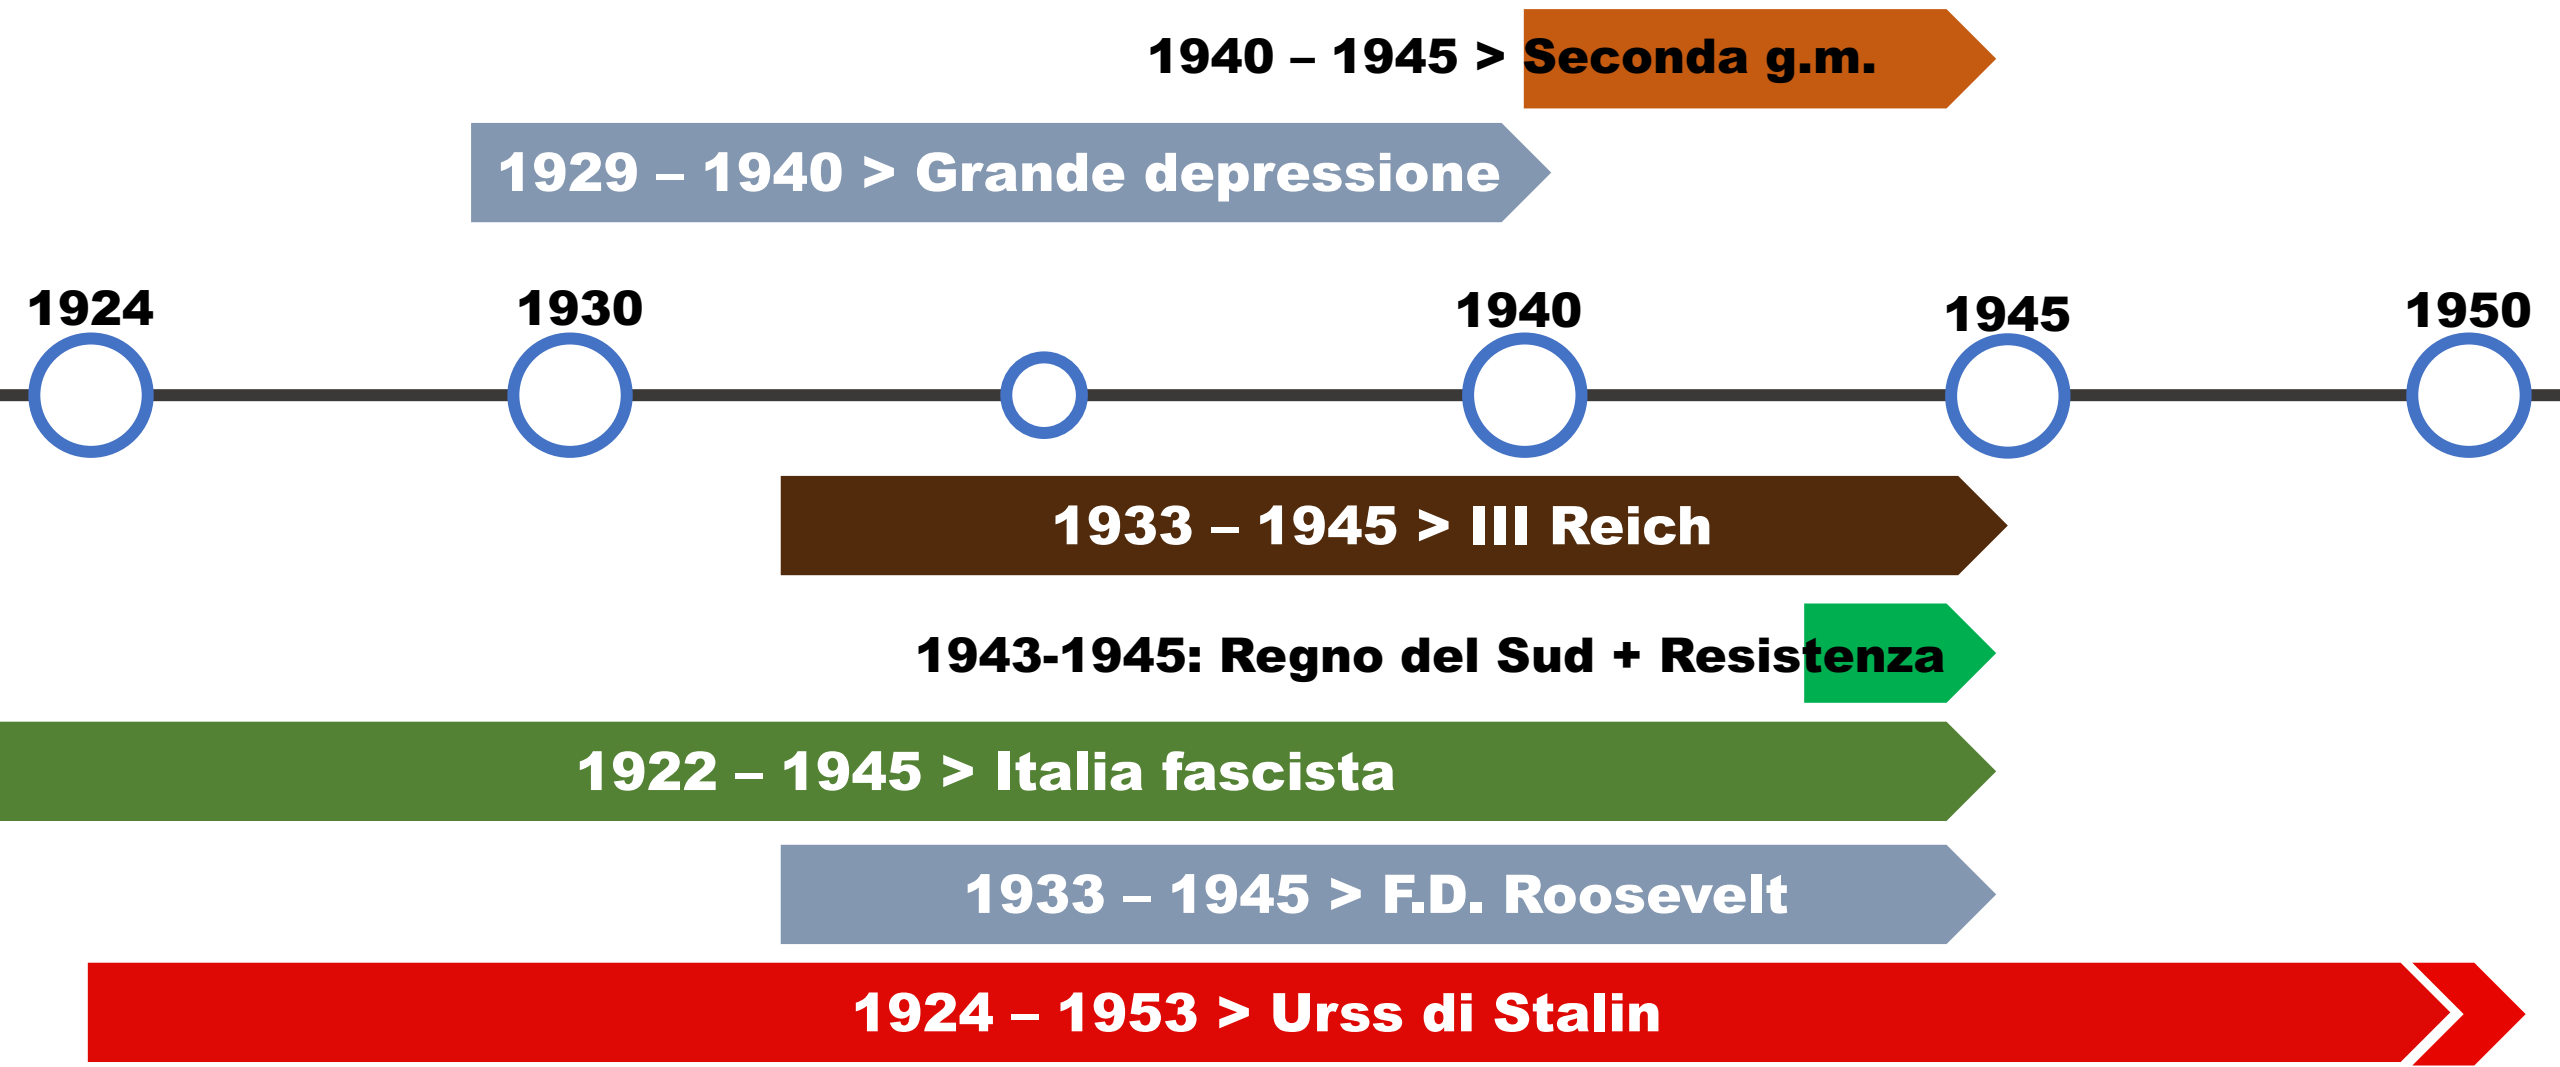 1940 – 1945 > Seconda g.m.
1929 – 1940 > Grande depressione
1924
1930
1940
1945
1950
1933 – 1945 > III Reich
1943-1945: Regno del Sud + Resistenza
1922 – 1945 > Italia fascista
1933 – 1945 > F.D. Roosevelt
1924 – 1953 > Urss di Stalin